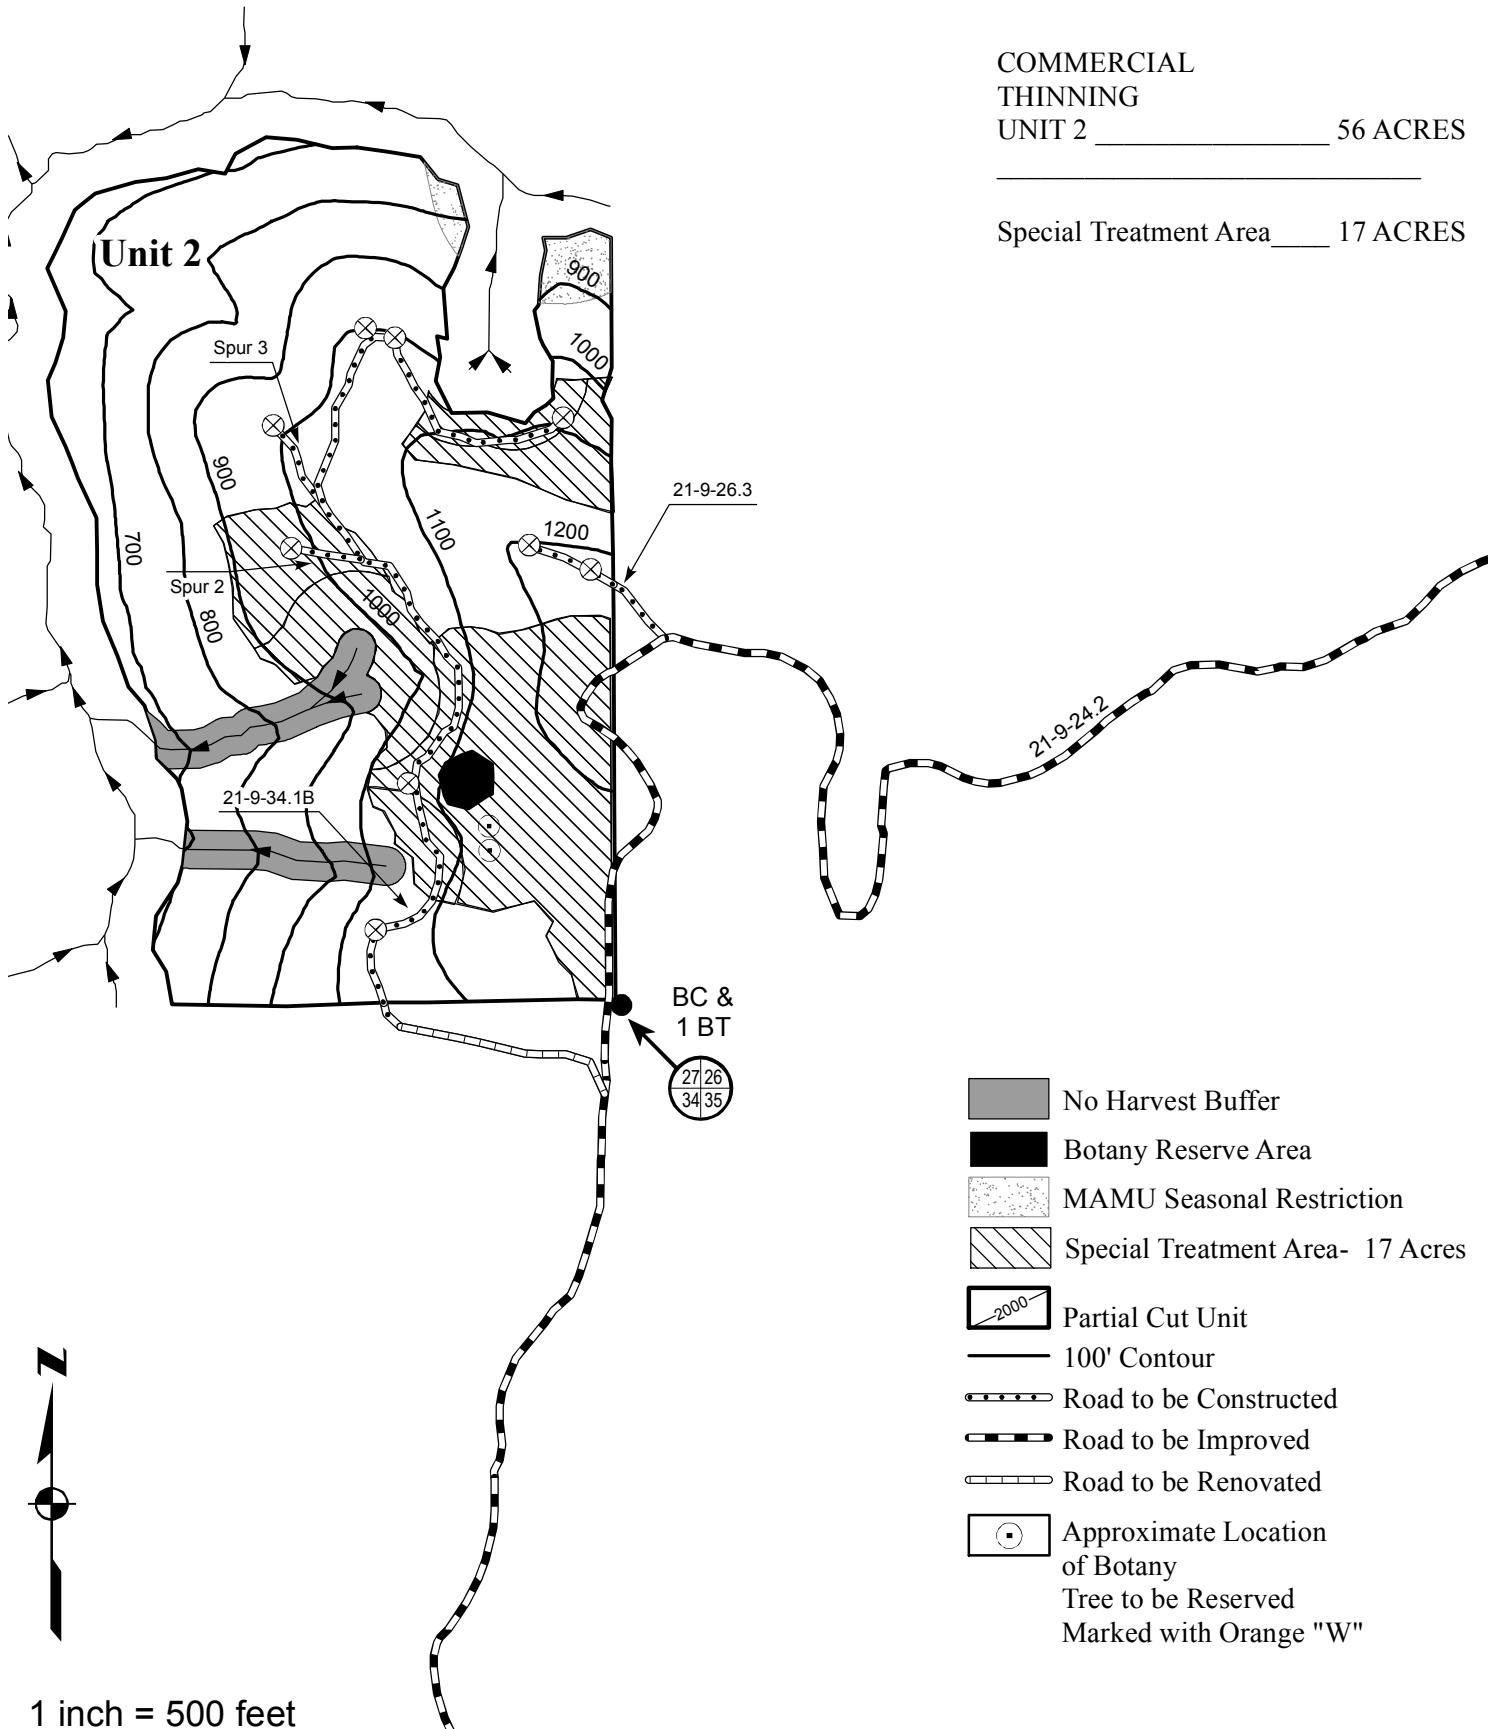 COMMERCIAL
THINNING
UNIT 2 ________________ 56 ACRES
_____________________________
Special Treatment Area____ 17 ACRES
Unit 2
900
1000
Spur 3
900
1100
21-9-26.3
1200
700
Spur 2
1000
800
21-9-24.2
21-9-34.1B
BC &
1 BT
27 26
34 35
No Harvest Buffer
Botany Reserve Area
MAMU Seasonal Restriction
Special Treatment Area- 17 Acres
2000
Partial Cut Unit
100' Contour
Road to be Constructed
Road to be Improved
Road to be Renovated
Approximate Location
of Botany
Tree to be Reserved
Marked with Orange "W"
N
1 inch = 500 feet